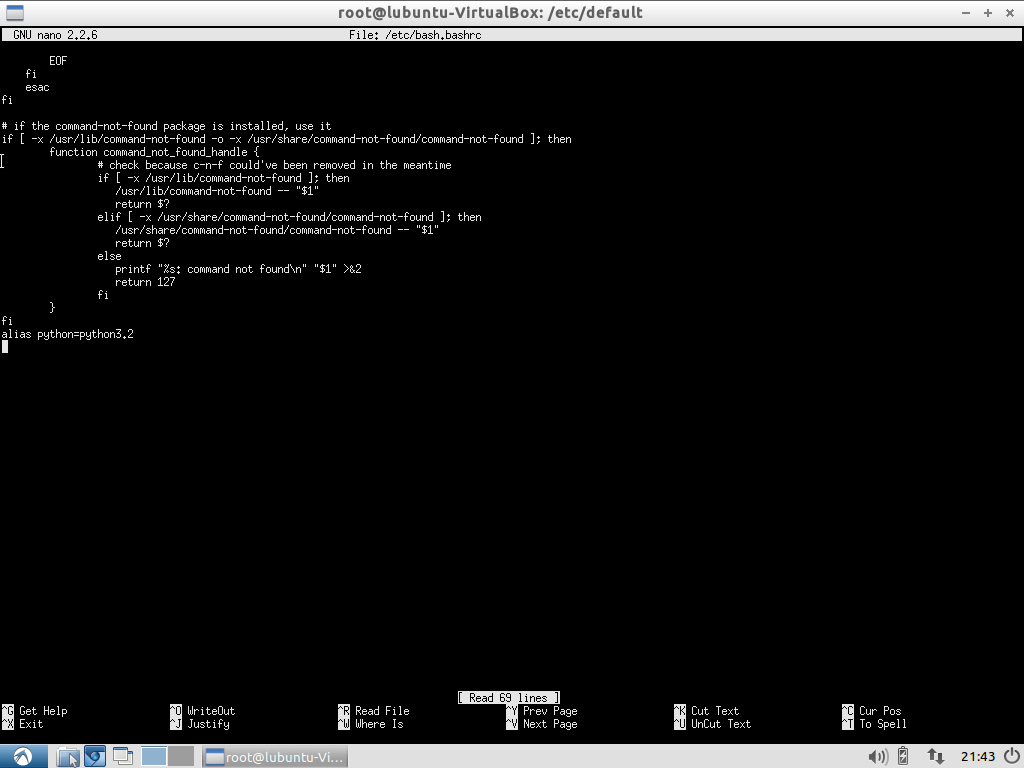 root@lubuntu-VirtualBox: /etc/default
GNU nano 2.2.6 File: /etc/bash.bashrc
EOF
fi
esac
fi
# if the command-not-found package is installed, use it
if [ -x /usr/lib/command-not-found -o -x /usr/share/command-not-found/command-not-found ]; then
function command_not_found_handle {
# check because c-n-f could've been removed in the meantime
if [ -x /usr/lib/command-not-found ]; then
/usr/lib/command-not-found -- "$1"
return $?
elif [ -x /usr/share/command-not-found/command-not-found ]; then
/usr/share/command-not-found/command-not-found -- "$1"
return $?
else
printf "%s: command not found\n" "$1" >&2
return 127
fi
}
fi
alias python=python3.2
[ Read 69 lines ]
^G Get Help ^O WriteOut ^R Read File ^Y Prev Page ^K Cut Text ^C Cur Pos
^X Exit ^J Justify ^W Where Is ^V Next Page ^U UnCut Text ^T To Spell
root@lubuntu-Vi... 21:43